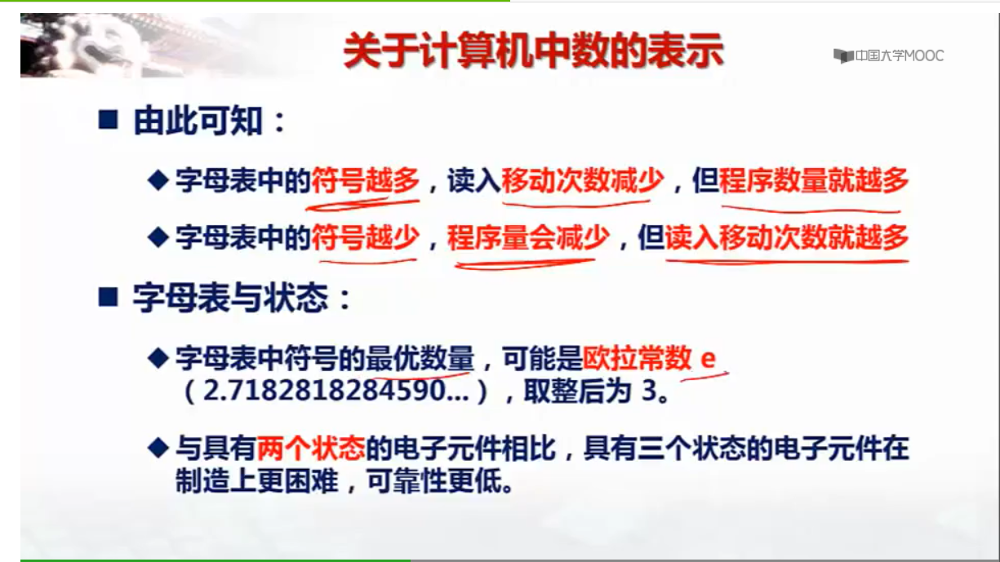 关于计算机中数的表示
中国大学MOOC
由此可知：
字母表中的符号越多，读入移动次数减少，但程序数量就越多
字母表中的符号越少，程序量会减少，但读入移动次数就越多
字母表与状态：
字母表中符号的最优数量，可能是欧拉常数 e
（2.7182818284590...），取整后为 3。
与具有两个状态的电子元件相比，具有三个状态的电子元件在
制造上更困难，可靠性更低。